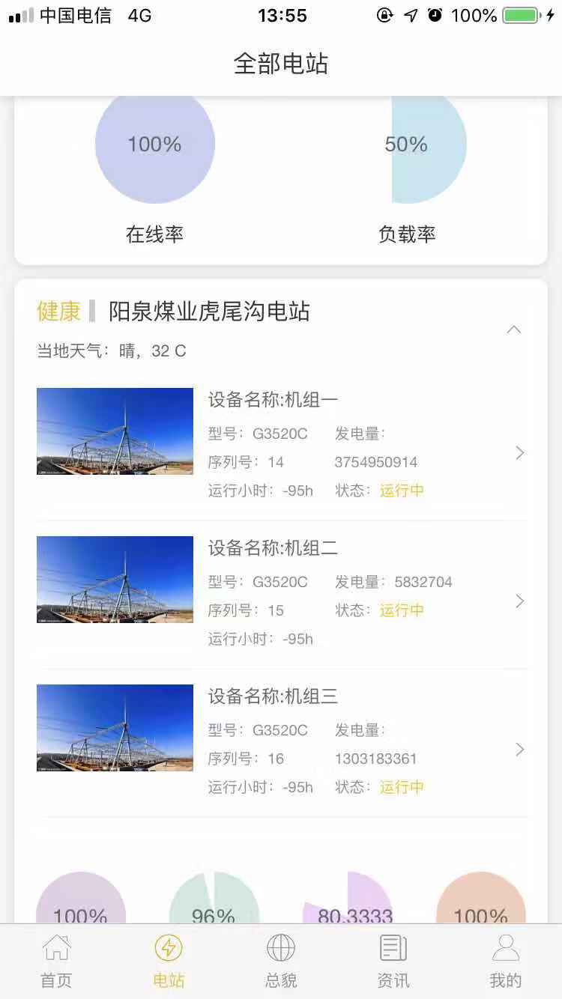 中国电信 4G 13:55 100%
全部电站
100% 50%
在线率 负载率
健康 阳泉煤业虎尾沟电站
当地天气：晴，32 C
设备名称:机组一
型号：G3520C 发电量：
序列号：14 3754950914
运行小时：-95h 状态：运行中
设备名称:机组二
型号：G3520C 发电量：5832704
序列号：15 状态：运行中
运行小时：-95h
设备名称:机组三
型号：G3520C 发电量：
序列号：16 1303183361
运行小时：-95h 状态：运行中
100% 96% 80.3333 100%
首页 电站 总貌 资讯 我的